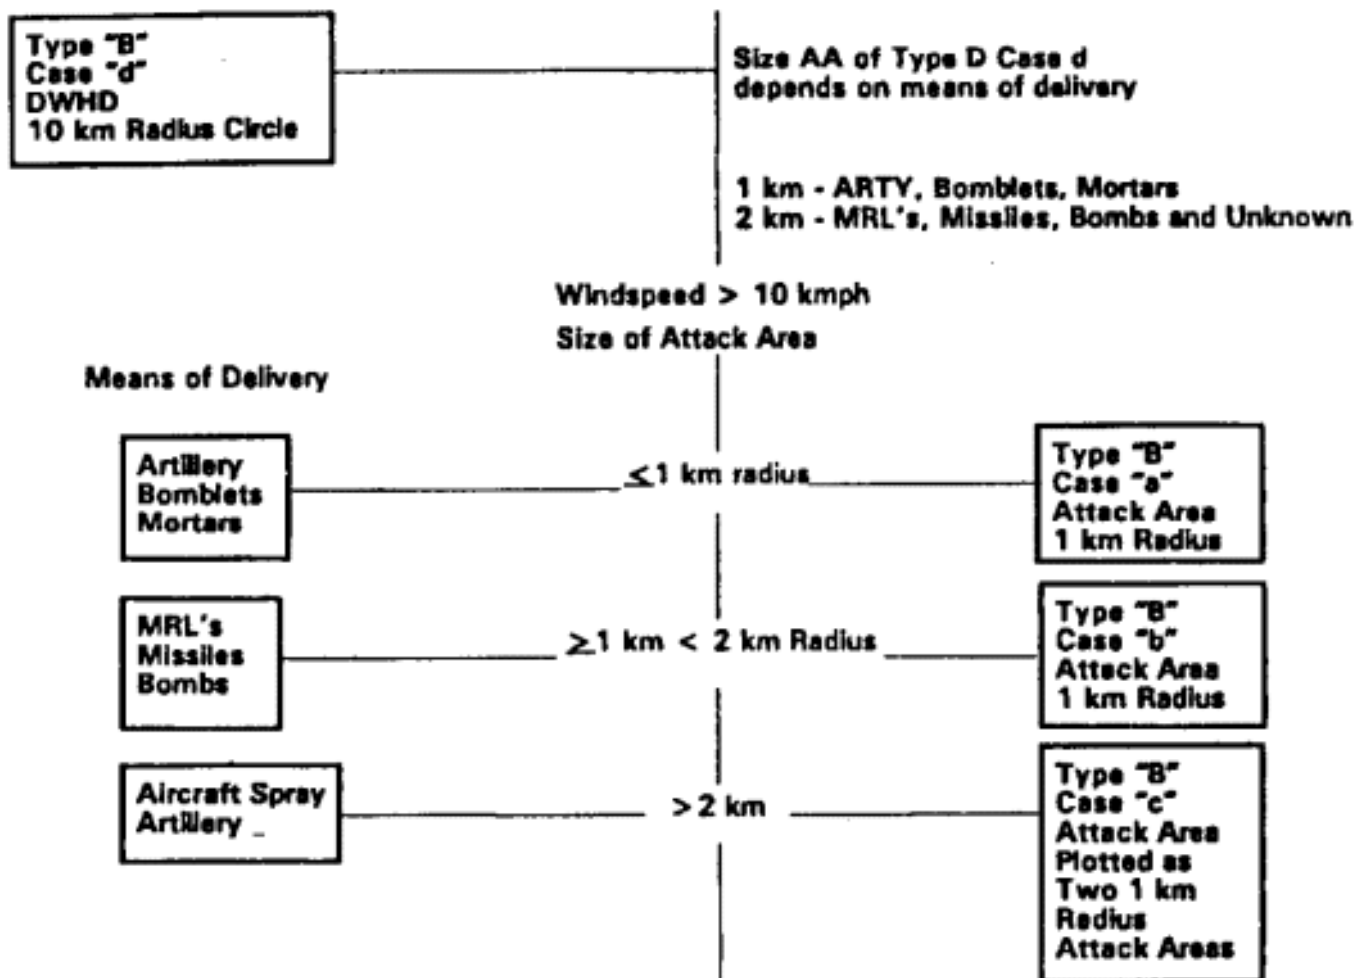 Type "B"
Case "d"
DWHD
10 km Radius Circle
Size AA of Type D Case d
depends on means of delivery
1 km - ARTY, Bomblets, Mortars
2 km - MRL's, Missiles, Bombs and Unknown
Windspeed > 10 kmph
Size of Attack Area
Means of Delivery
Artillery
Bomblets
Mortars
≤1 km radius
Type "B"
Case "a"
Attack Area
1 km Radius
MRL's
Missiles
Bombs
≥1 km < 2 km Radius
Type "B"
Case "b"
Attack Area
1 km Radius
Aircraft Spray
Artillery
>2 km
Type "B"
Case "c"
Attack Area
Plotted as
Two 1 km
Radius
Attack Areas